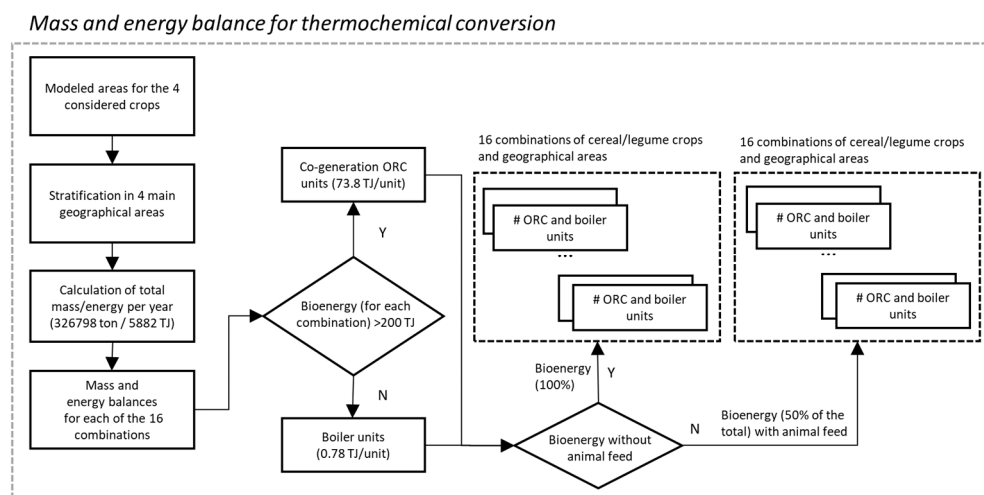 Mass and energy balance for thermochemical conversion
Modeled areas for the 4
considered crops
Stratification in 4 main
geographical areas
Calculation of total
mass/energy per year
(326798 ton / 5882 TJ)
Mass and
energy balances
for each of the 16
combinations
Co-generation ORC
units (73.8 TJ/unit)
Y
Bioenergy (for each
combination) >200 TJ
N
Boiler units
(0.78 TJ/unit)
16 combinations of cereal/legume crops
and geographical areas
# ORC and boiler
units
...
# ORC and boiler
units
Bioenergy
(100%)
Y
Bioenergy without
animal feed
N
Bioenergy (50% of the
total) with animal feed
16 combinations of cereal/legume crops
and geographical areas
# ORC and boiler
units
...
# ORC and boiler
units